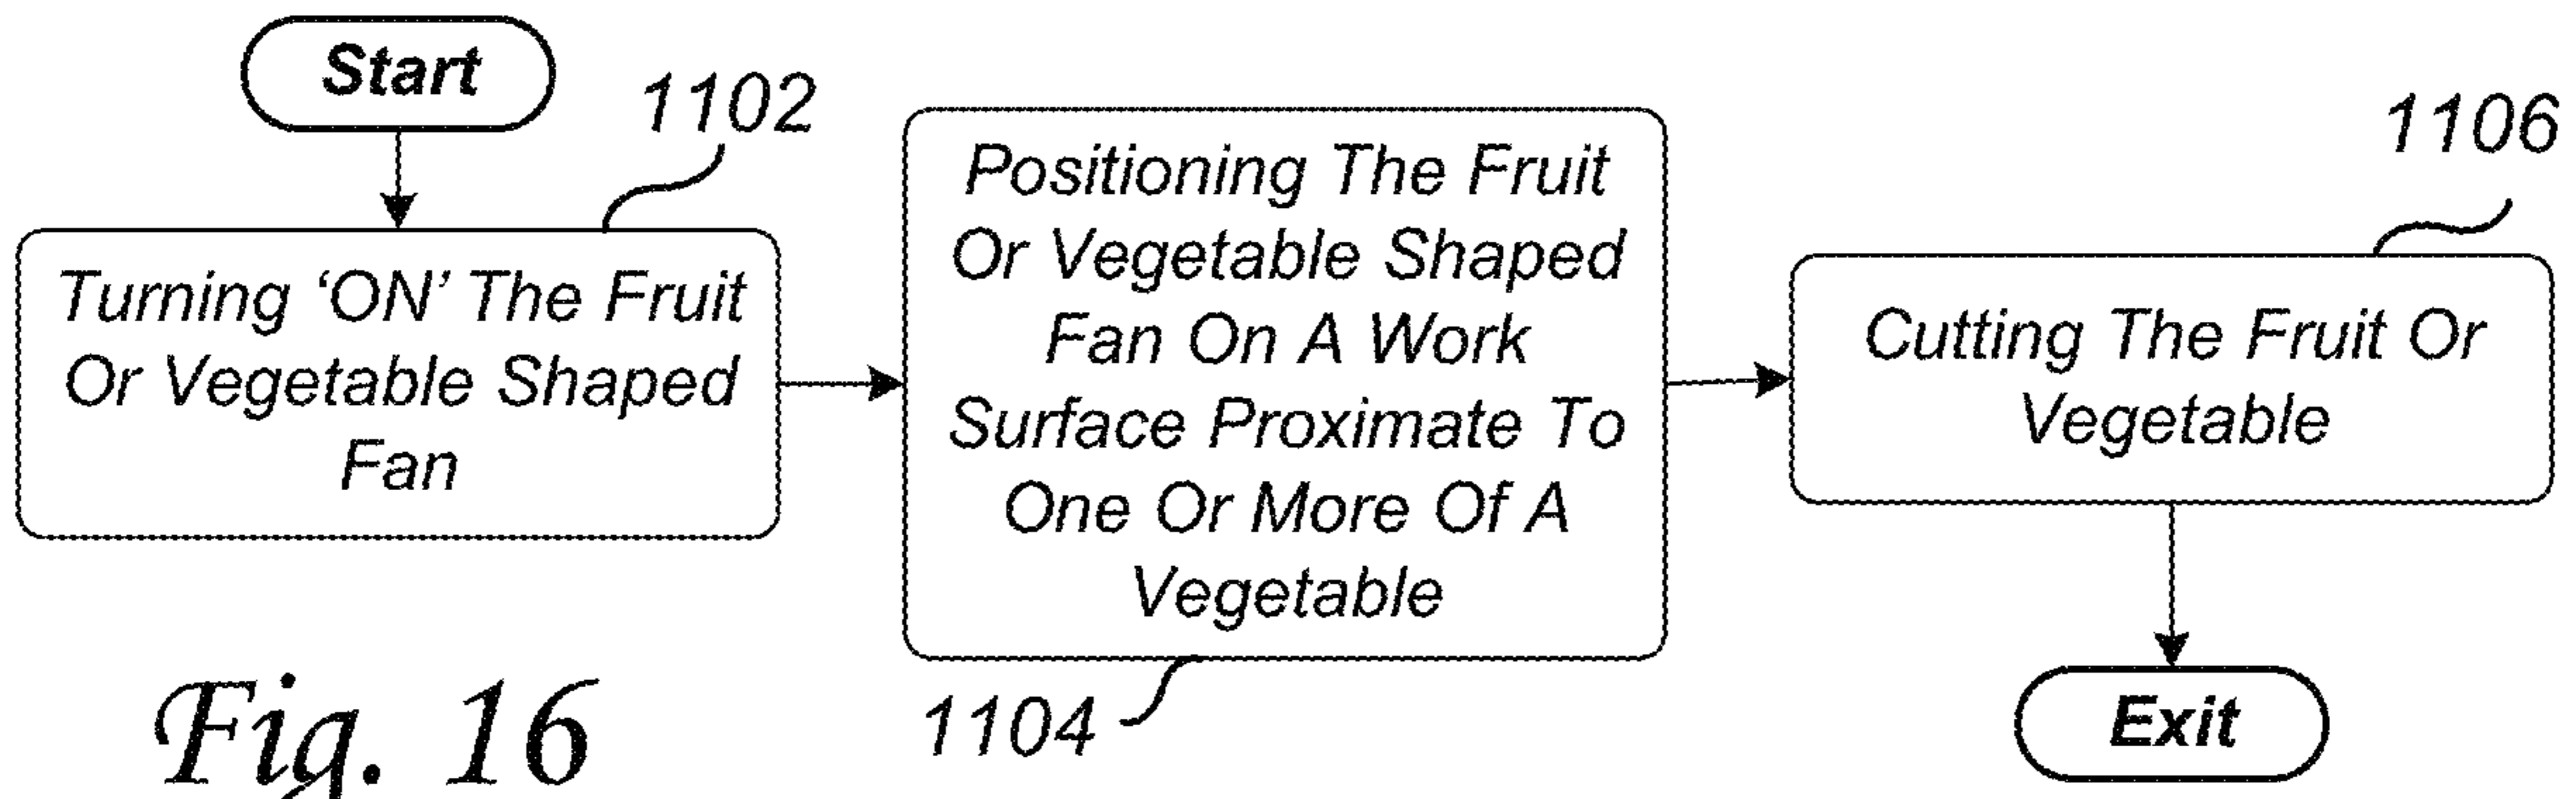 Start
1102
Turning ‘ON’ The Fruit
Or Vegetable Shaped
Fan
Positioning The Fruit
Or Vegetable Shaped
Fan On A Work
Surface Proximate To
One Or More Of A
Vegetable
1104
1106
Cutting The Fruit Or
Vegetable
Exit
Fig. 16